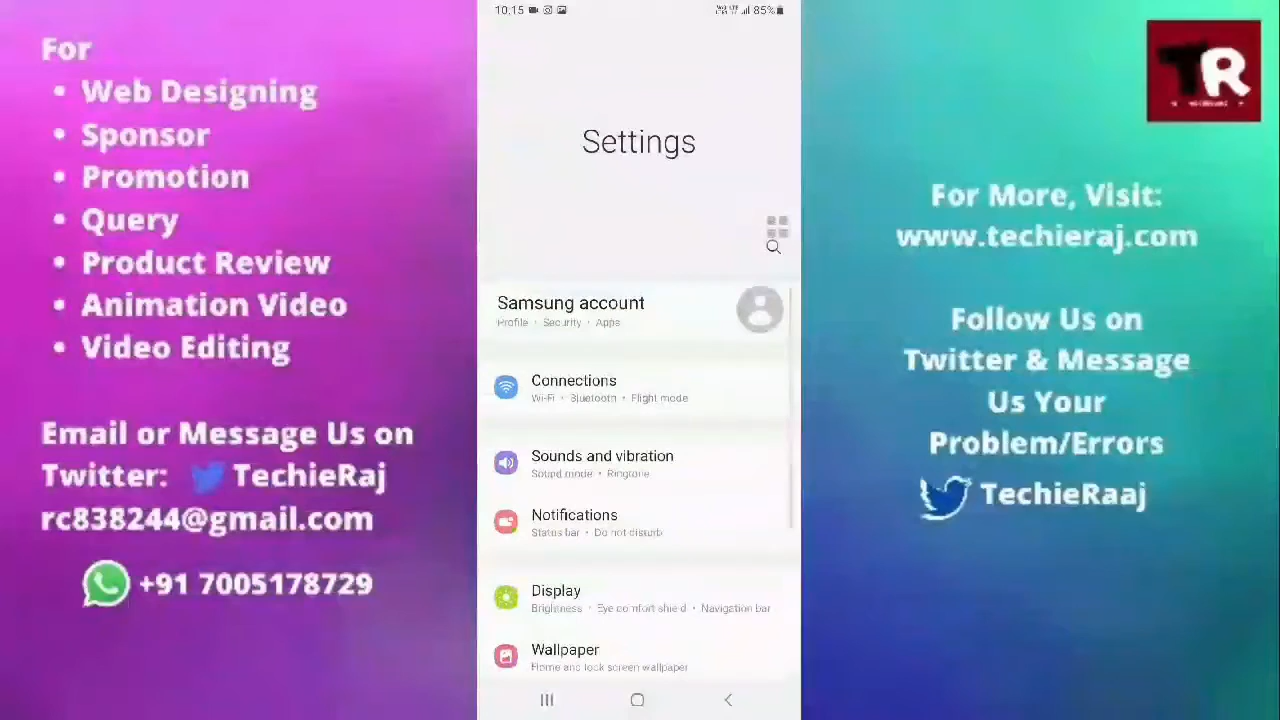 For
• Web Designing
• Sponsor
• Promotion
• Query
• Product Review
• Animation Video
• Video Editing
Email or Message Us on
Twitter: TechieRaj
rc838244@gmail.com
+91 7005178729
10,15
85%
Settings
Samsung account
Profile • Security • Apps
Connections
Wi-Fi • Bluetooth • Flight mode
Sounds and vibration
Sound mode • Ringtone
Notifications
Status bar • Do not disturb
Display
Brightness • Eye comfort shield • Navigation bar
Wallpaper
Home and lock screen wallpaper
TR
For More, Visit:
www.techieraj.com
Follow Us on
Twitter & Message
Us Your
Problem/Errors
TechieRaaj